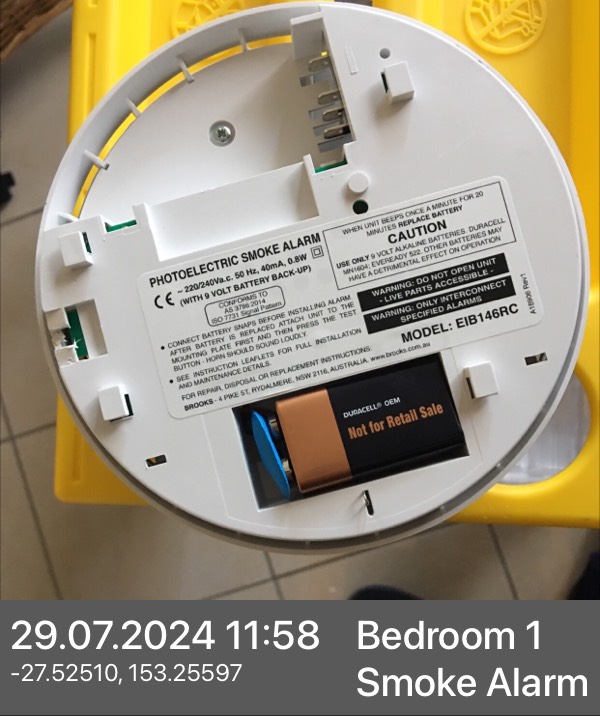 PHOTOELECTRIC SMOKE ALARM
CE ~ 220/240Va.c. 50 Hz, 40mA, 0.8W
(WITH 9 VOLT BATTERY BACK-UP)
CONFORMS TO
AS 3786:2014
ISO 7731 Signal Pattern
• CONNECT BATTERY SNAPS BEFORE INSTALLING ALARM.
AFTER BATTERY IS REPLACED ATTACH UNIT TO THE
MOUNTING PLATE FIRST AND THEN PRESS THE TEST
BUTTON - HORN SHOULD SOUND LOUDLY.
• SEE INSTRUCTION LEAFLETS FOR FULL INSTALLATION
AND MAINTENANCE DETAILS.
FOR REPAIR, DISPOSAL OR REPLACEMENT INSTRUCTIONS:
BROOKS - 4 PIKE ST, RYDALMERE, NSW 2116, AUSTRALIA. www.brooks.com.au
WHEN UNIT BEEPS ONCE A MINUTE FOR 20
MINUTES REPLACE BATTERY
CAUTION
USE ONLY 9 VOLT ALKALINE BATTERIES, DURACELL
MN1604; EVEREADY 522. OTHER BATTERIES MAY
HAVE A DETRIMENTAL EFFECT ON OPERATION
WARNING: DO NOT OPEN UNIT
- LIVE PARTS ACCESSIBLE -
WARNING: ONLY INTERCONNECT
SPECIFIED ALARMS
MODEL: EIB146RC
DURACELL® OEM
Not for Retail Sale
29.07.2024 11:58
-27.52510, 153.25597
Bedroom 1
Smoke Alarm